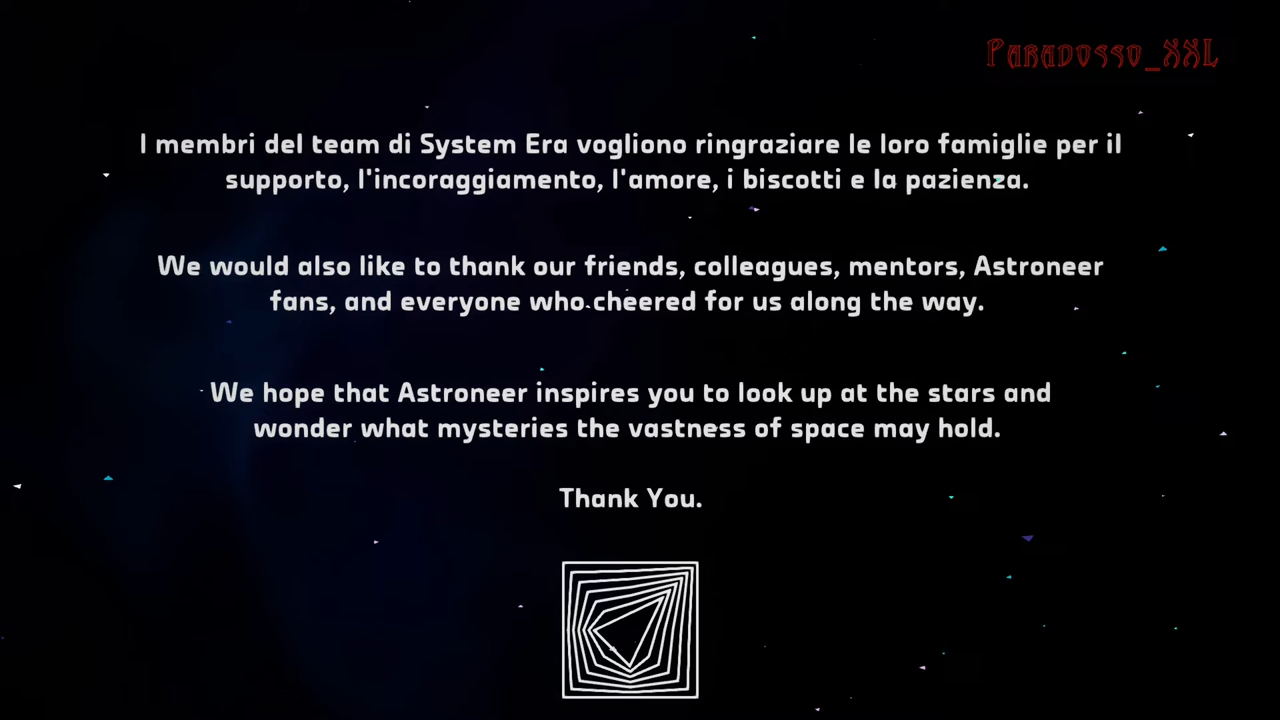 Paradosso_XXL
I membri del team di System Era vogliono ringraziare le loro famiglie per il
supporto, l'incoraggiamento, l'amore, i biscotti e la pazienza.
We would also like to thank our friends, colleagues, mentors, Astroneer
fans, and everyone who cheered for us along the way.
We hope that Astroneer inspires you to look up at the stars and
wonder what mysteries the vastness of space may hold.
Thank You.